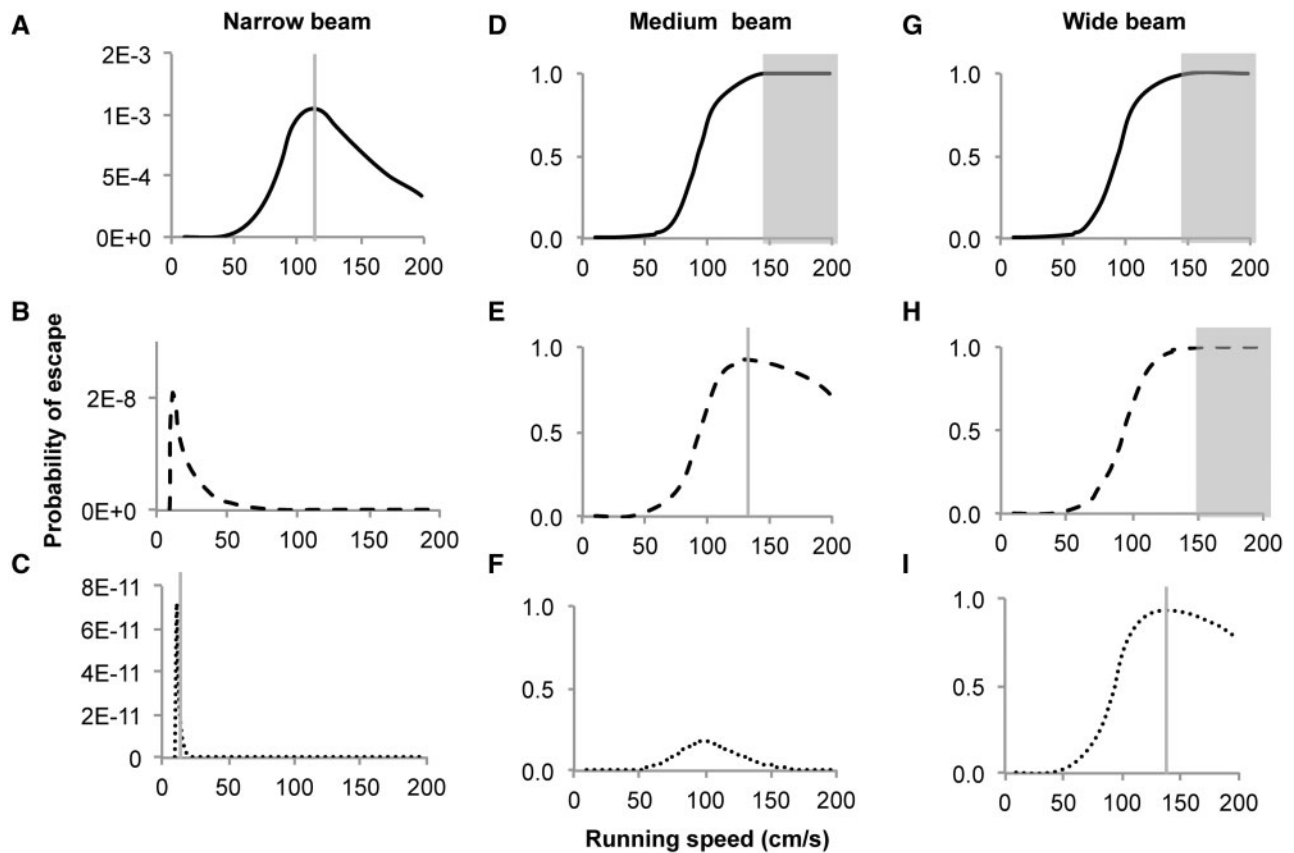 A Narrow beam
2E-3
1E-3
5E-4
0E+0
0 50 100 150 200
D Medium beam
1.0
0.5
0.0
0 50 100 150 200
G Wide beam
1.0
0.5
0.0
0 50 100 150 200
Probability of escape
B
2E-8
0E+0
0 50 100 150 200
E
1.0
0.5
0.0
0 50 100 150 200
H
1.0
0.5
0.0
0 50 100 150 200
C
8E-11
6E-11
4E-11
2E-11
0
0 50 100 150 200
F
1.0
0.5
0.0
0 50 100 150 200
I
1.0
0.5
0.0
0 50 100 150 200
Running speed (cm/s)